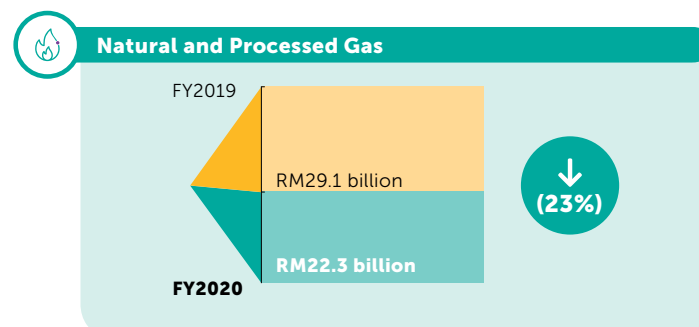 Natural and Processed Gas
FY2019
RM29.1 billion
(23%)
RM22.3 billion
FY2020